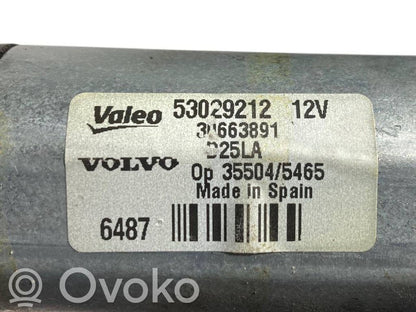 Valeo 53029212 12V
30663891
D25LA
VOLVO
Op 35504/5465
Made in Spain
6487
OVOKO